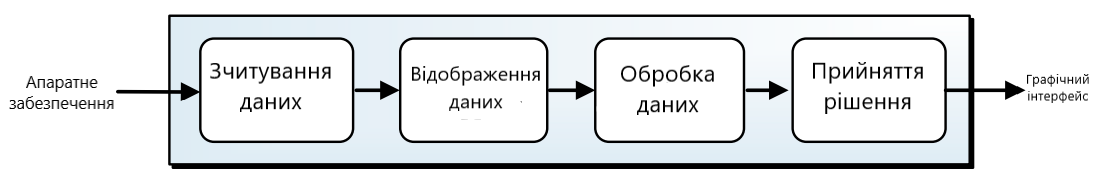 Апаратне
забезпечення
Зчитування
даних
Відображення
даних
Обробка
даних
Прийняття
рішення
Графічний
інтерфейс